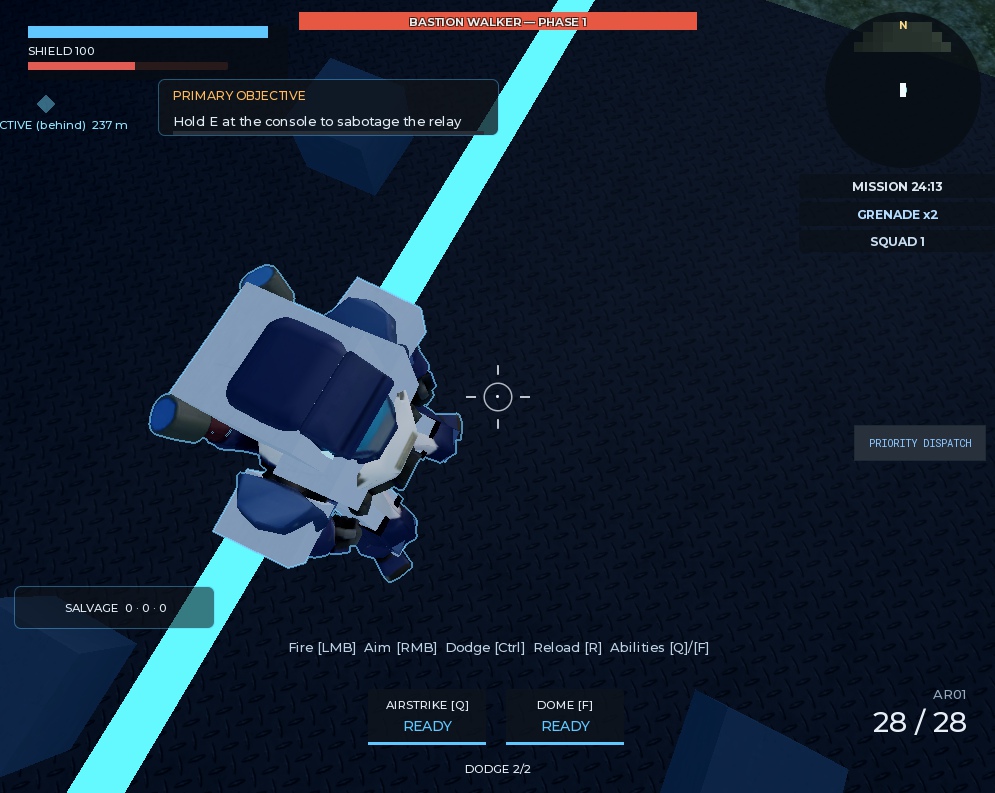 BASTION WALKER — PHASE 1
SHIELD 100
N
PRIMARY OBJECTIVE
Hold E at the console to sabotage the relay
CTIVE (behind) 237 m
MISSION 24:13
GRENADE x2
SQUAD 1
PRIORITY DISPATCH
SALVAGE 0 · 0 · 0
Fire [LMB] Aim [RMB] Dodge [Ctrl] Reload [R] Abilities [Q]/[F]
AIRSTRIKE [Q]
READY
DOME [F]
READY
AR01
28 / 28
DODGE 2/2